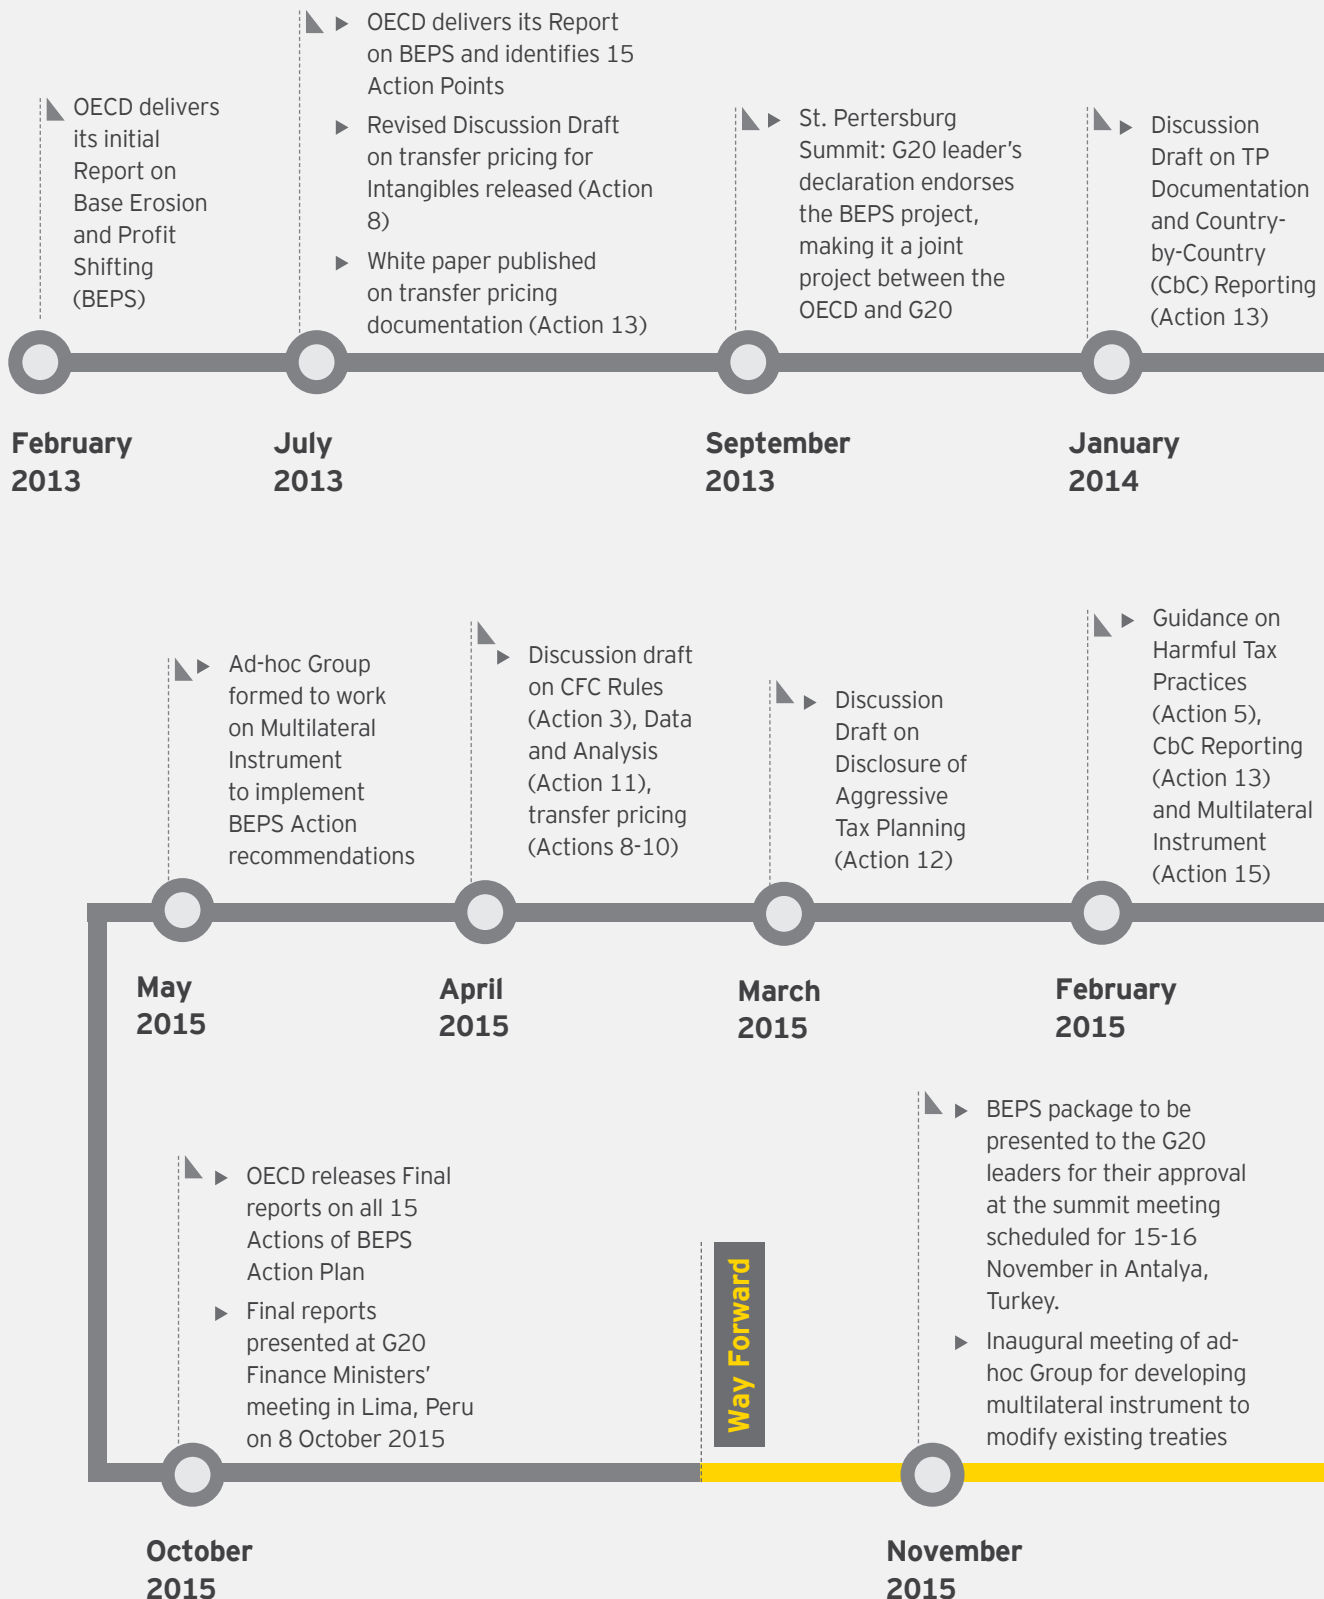 OECD delivers
its initial
Report on
Base Erosion
and Profit
Shifting
(BEPS)
February
2013
OECD delivers its Report
on BEPS and identifies 15
Action Points
Revised Discussion Draft
on transfer pricing for
Intangibles released (Action
8)
White paper published
on transfer pricing
documentation (Action 13)
July
2013
St. Pertersburg
Summit: G20 leader's
declaration endorses
the BEPS project,
making it a joint
project between the
OECD and G20
September
2013
Discussion
Draft on TP
Documentation
and Country-
by-Country
(CbC) Reporting
(Action 13)
January
2014
Ad-hoc Group
formed to work
on Multilateral
Instrument
to implement
BEPS Action
recommendations
May
2015
Discussion draft
on CFC Rules
(Action 3), Data
and Analysis
(Action 11),
transfer pricing
(Actions 8-10)
April
2015
Discussion
Draft on
Disclosure of
Aggressive
Tax Planning
(Action 12)
March
2015
Guidance on
Harmful Tax
Practices
(Action 5),
CbC Reporting
(Action 13)
and Multilateral
Instrument
(Action 15)
February
2015
OECD releases Final
reports on all 15
Actions of BEPS
Action Plan
Final reports
presented at G20
Finance Ministers'
meeting in Lima, Peru
on 8 October 2015
October
2015
Way Forward
BEPS package to be
presented to the G20
leaders for their approval
at the summit meeting
scheduled for 15-16
November in Antalya,
Turkey.
Inaugural meeting of ad-
hoc Group for developing
multilateral instrument to
modify existing treaties
November
2015